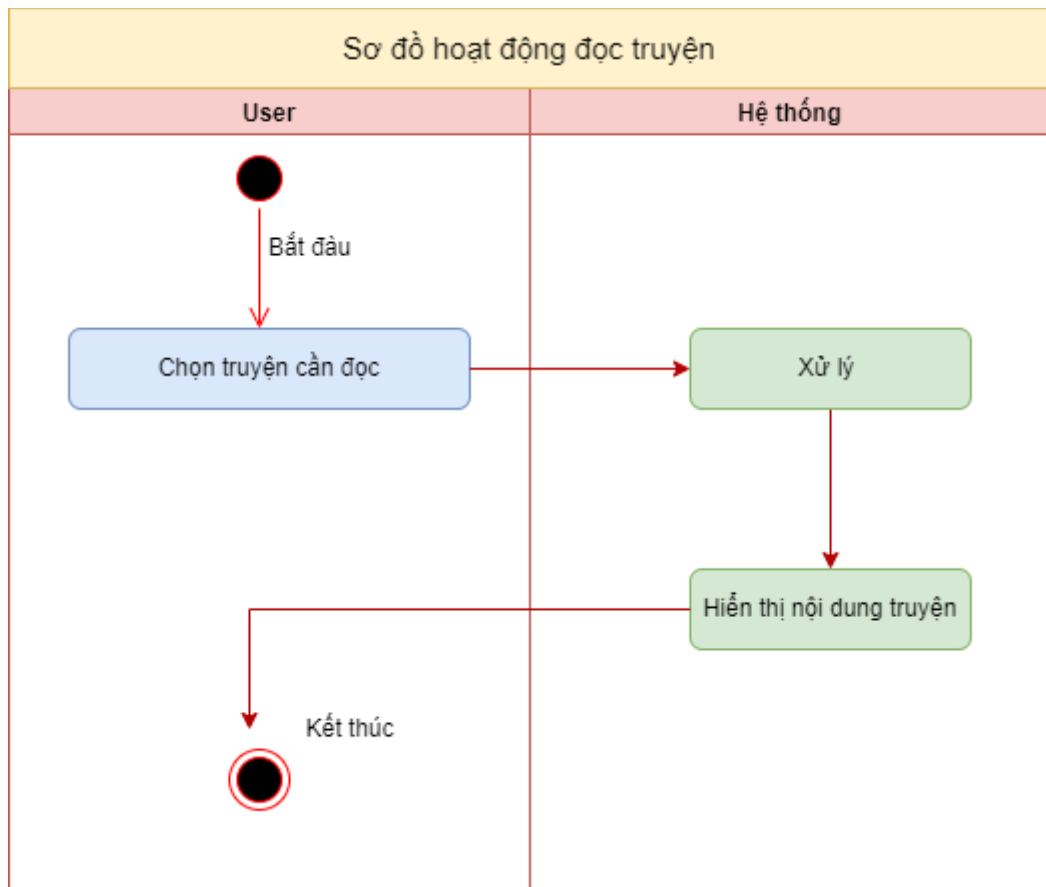 Sơ đồ hoạt động đọc truyện
User
Hệ thống
Bắt đàu
Chọn truyện cần đọc
Xử lý
Hiển thị nội dung truyện
Kết thúc